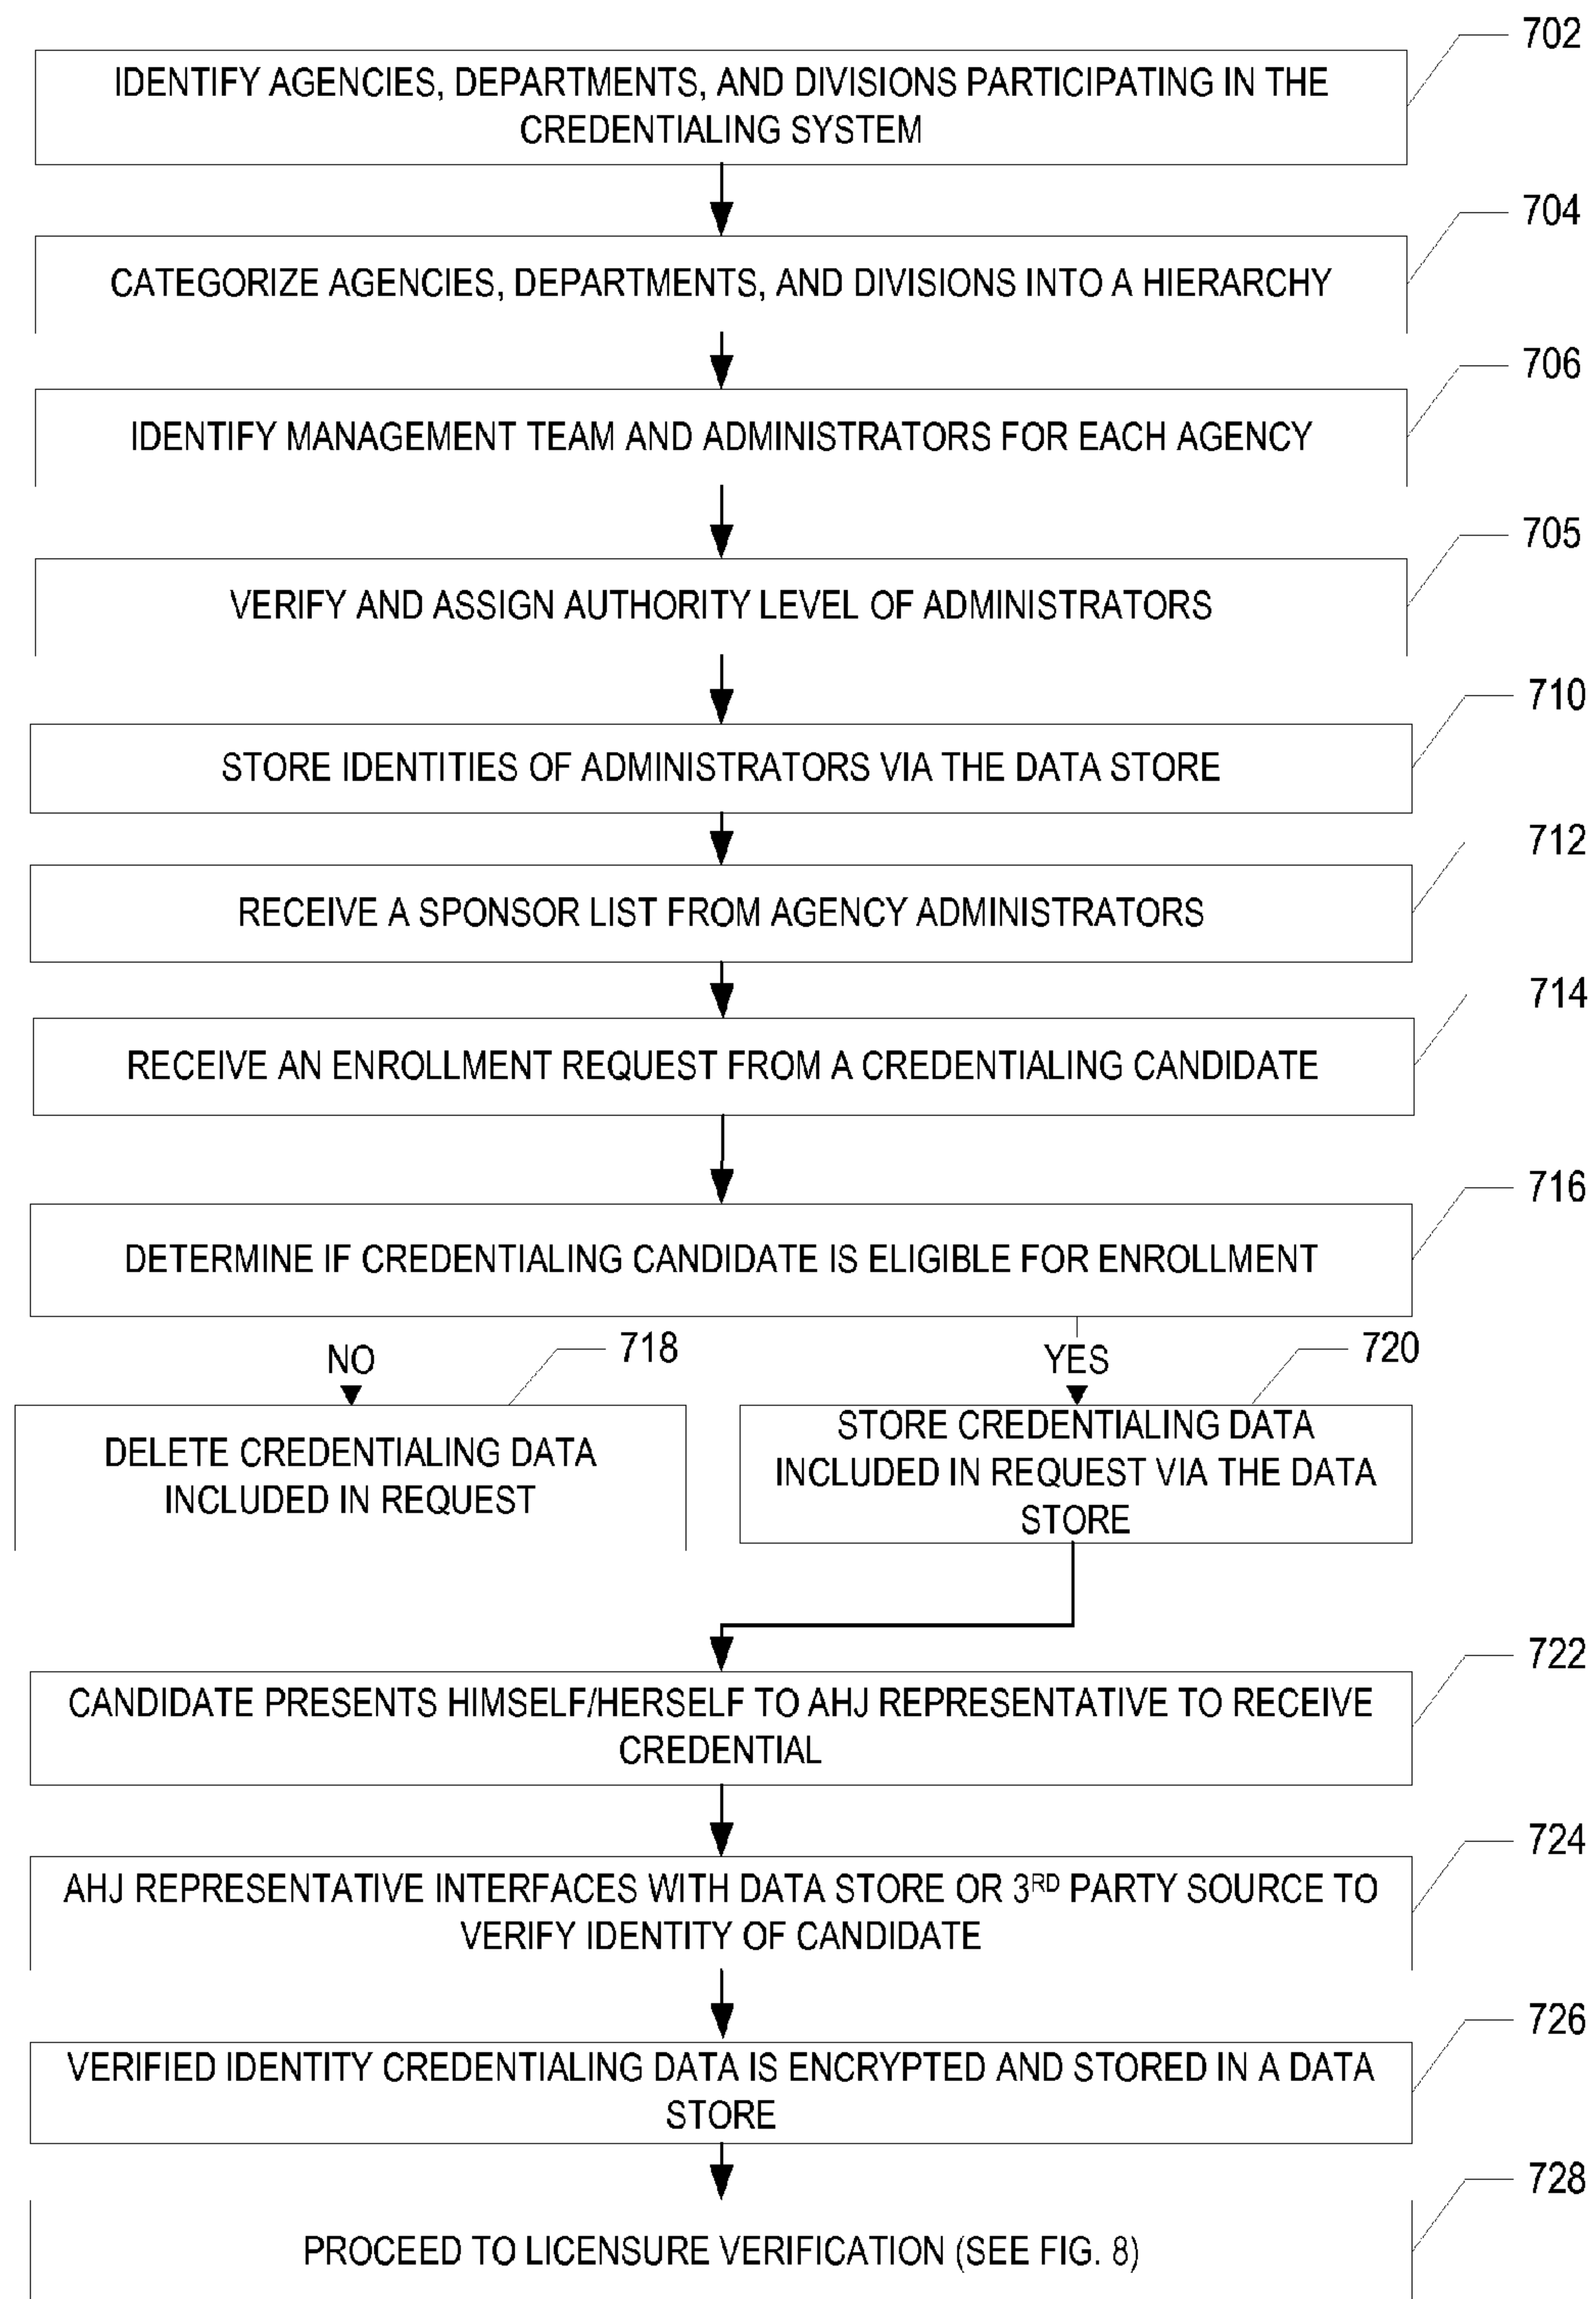 702
IDENTIFY AGENCIES, DEPARTMENTS, AND DIVISIONS PARTICIPATING IN THE
CREDENTIALING SYSTEM
704
CATEGORIZE AGENCIES, DEPARTMENTS, AND DIVISIONS INTO A HIERARCHY
706
IDENTIFY MANAGEMENT TEAM AND ADMINISTRATORS FOR EACH AGENCY
705
VERIFY AND ASSIGN AUTHORITY LEVEL OF ADMINISTRATORS
710
STORE IDENTITIES OF ADMINISTRATORS VIA THE DATA STORE
712
RECEIVE A SPONSOR LIST FROM AGENCY ADMINISTRATORS
714
RECEIVE AN ENROLLMENT REQUEST FROM A CREDENTIALING CANDIDATE
716
DETERMINE IF CREDENTIALING CANDIDATE IS ELIGIBLE FOR ENROLLMENT
NO
718
DELETE CREDENTIALING DATA
INCLUDED IN REQUEST
YES
720
STORE CREDENTIALING DATA
INCLUDED IN REQUEST VIA THE DATA
STORE
722
CANDIDATE PRESENTS HIMSELF/HERSELF TO AHJ REPRESENTATIVE TO RECEIVE
CREDENTIAL
724
AHJ REPRESENTATIVE INTERFACES WITH DATA STORE OR 3RD PARTY SOURCE TO
VERIFY IDENTITY OF CANDIDATE
726
VERIFIED IDENTITY CREDENTIALING DATA IS ENCRYPTED AND STORED IN A DATA
STORE
728
PROCEED TO LICENSURE VERIFICATION (SEE FIG. 8)